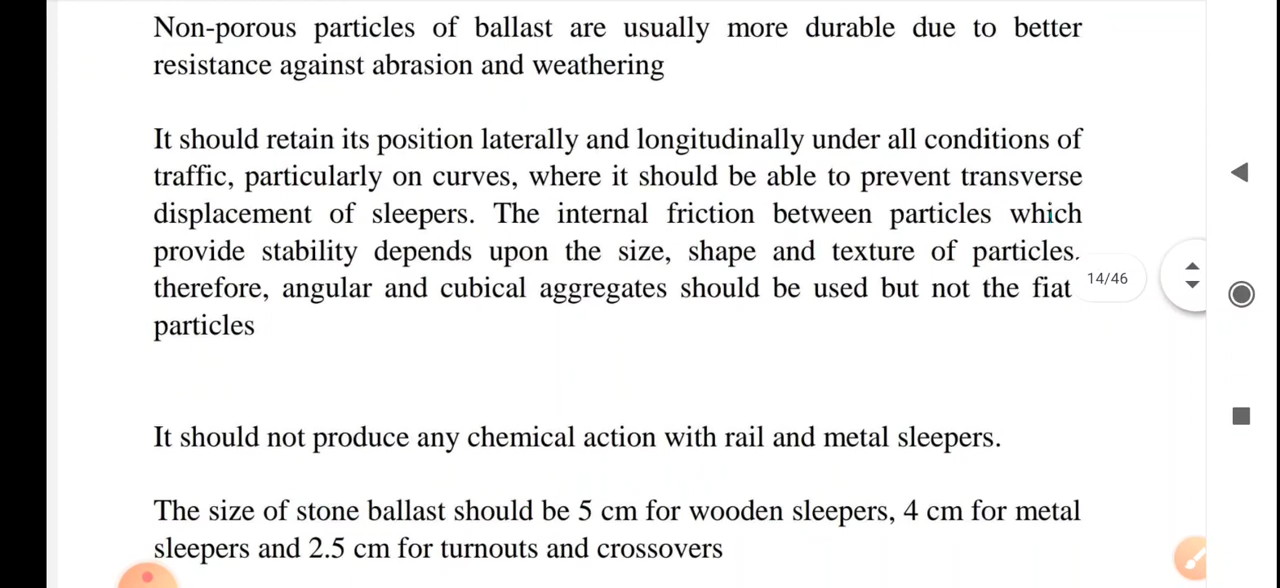 Non-porous particles of ballast are usually more durable due to better
resistance against abrasion and weathering
It should retain its position laterally and longitudinally under all conditions of
traffic, particularly on curves, where it should be able to prevent transverse
displacement of sleepers. The internal friction between particles which
provide stability depends upon the size, shape and texture of particles.
therefore, angular and cubical aggregates should be used but not the fiat
14/46
particles
It should not produce any chemical action with rail and metal sleepers.
The size of stone ballast should be 5 cm for wooden sleepers, 4 cm for metal
sleepers and 2.5 cm for turnouts and crossovers